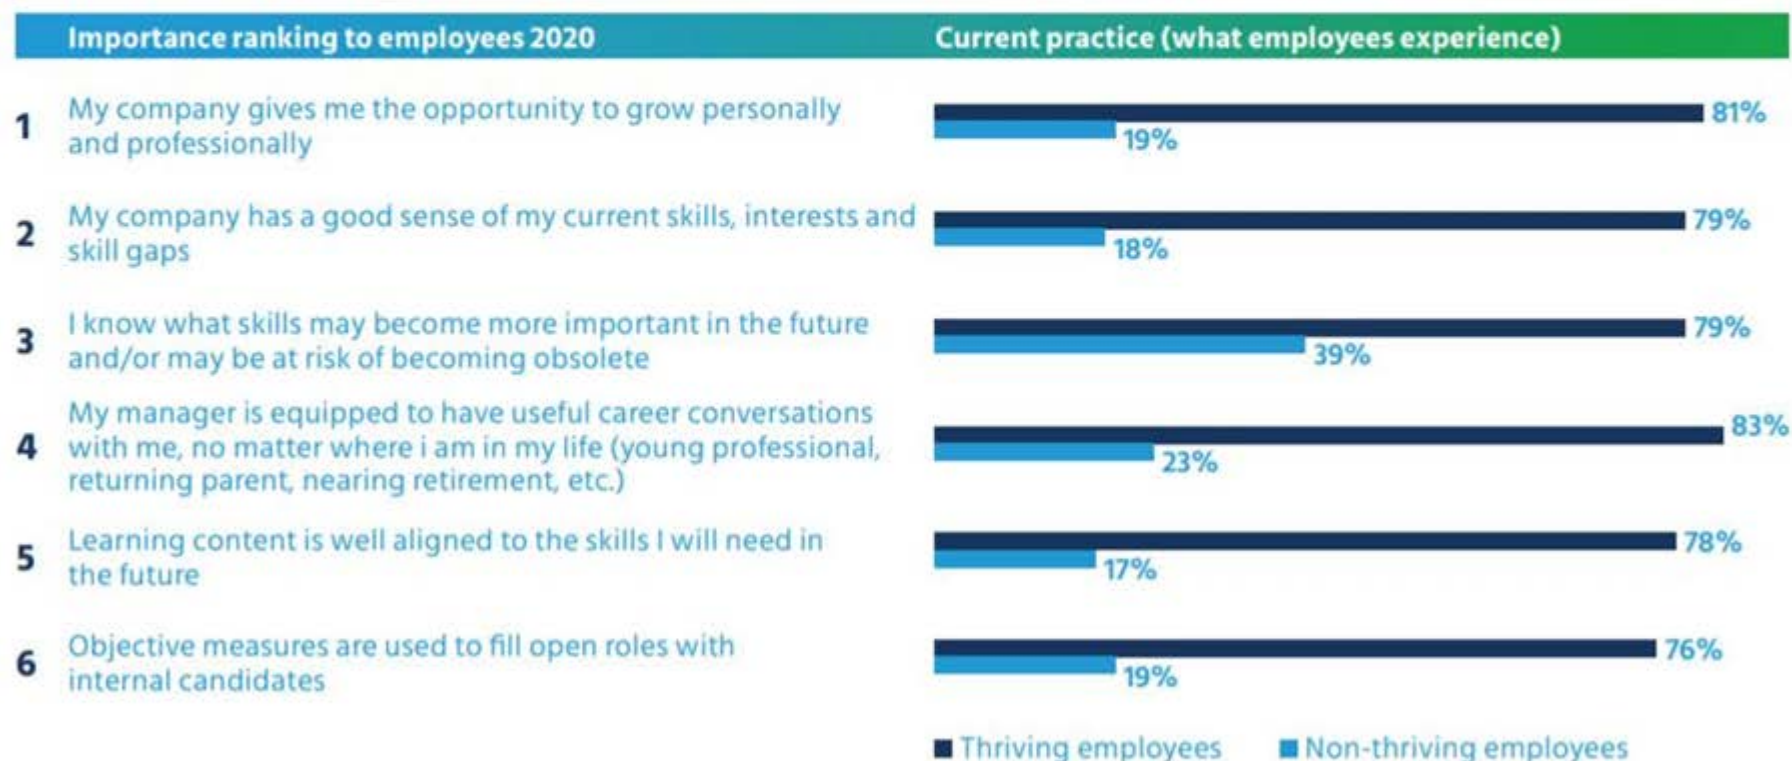 Importance ranking to employees 2020
Current practice (what employees experience)
1
My company gives me the opportunity to grow personally
and professionally
81%
19%
2
My company has a good sense of my current skills, interests and
skill gaps
79%
18%
3
I know what skills may become more important in the future
and/or may be at risk of becoming obsolete
79%
39%
4
My manager is equipped to have useful career conversations
with me, no matter where i am in my life (young professional,
returning parent, nearing retirement, etc.)
83%
23%
5
Learning content is well aligned to the skills I will need in
the future
78%
17%
6
Objective measures are used to fill open roles with
internal candidates
76%
19%
Thriving employees
Non-thriving employees